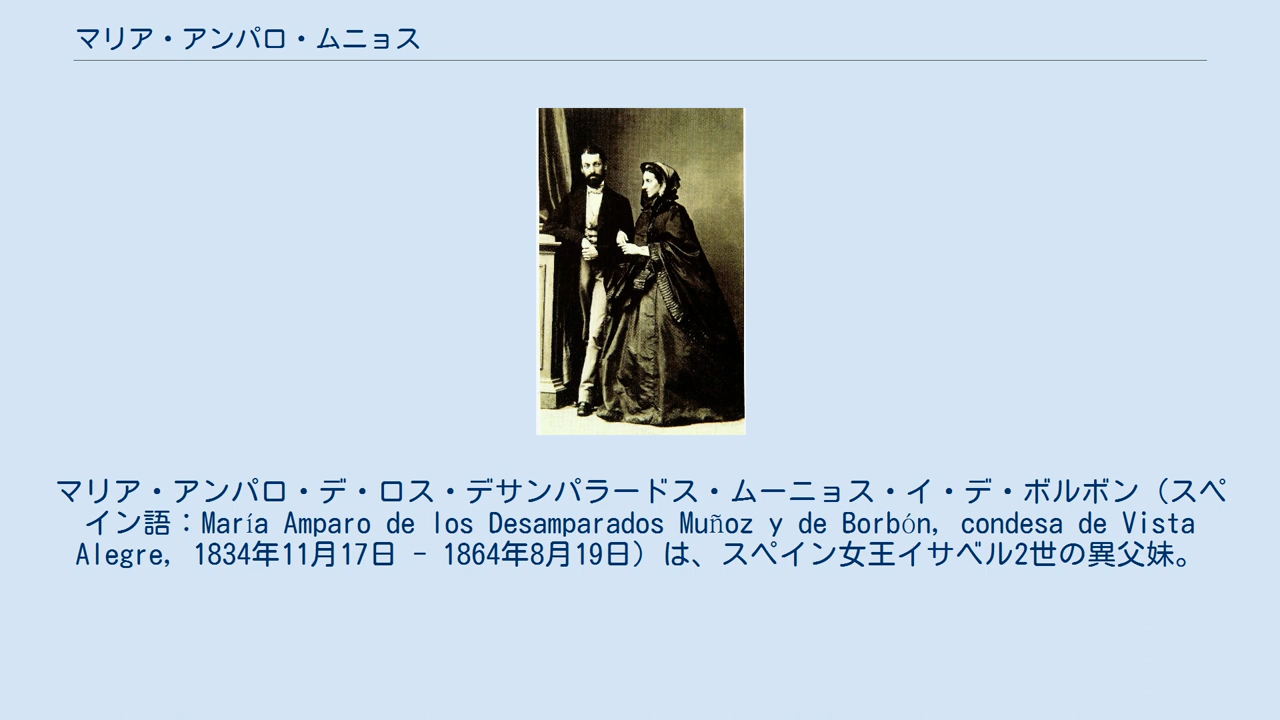 マリア・アンパロ・ムニョス
マリア・アンパロ・デ・ロス・デサンパラードス・ムーニョス・イ・デ・ボルボン（スペ
イン語：María Amparo de los Desamparados Muñoz y de Borbón, condesa de Vista
Alegre, 1834年11月17日 - 1864年8月19日）は、スペイン女王イサベル2世の異父妹。